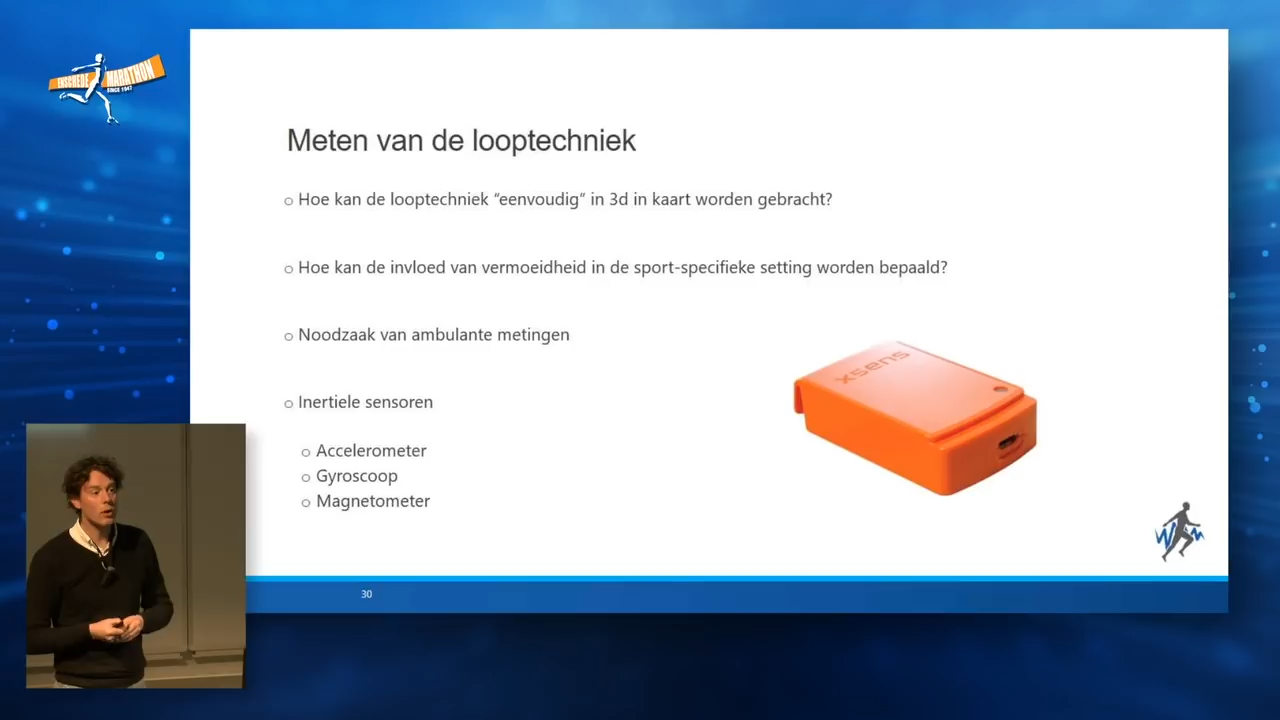 ENSCHEDE MARATHON
SINCE 1947
Meten van de looptechniek
Hoe kan de looptechniek “eenvoudig” in 3d in kaart worden gebracht?
Hoe kan de invloed van vermoeidheid in de sport-specifieke setting worden bepaald?
Noodzaak van ambulante metingen
xsens
Inertiele sensoren
Accelerometer
Gyroscoop
Magnetometer
30